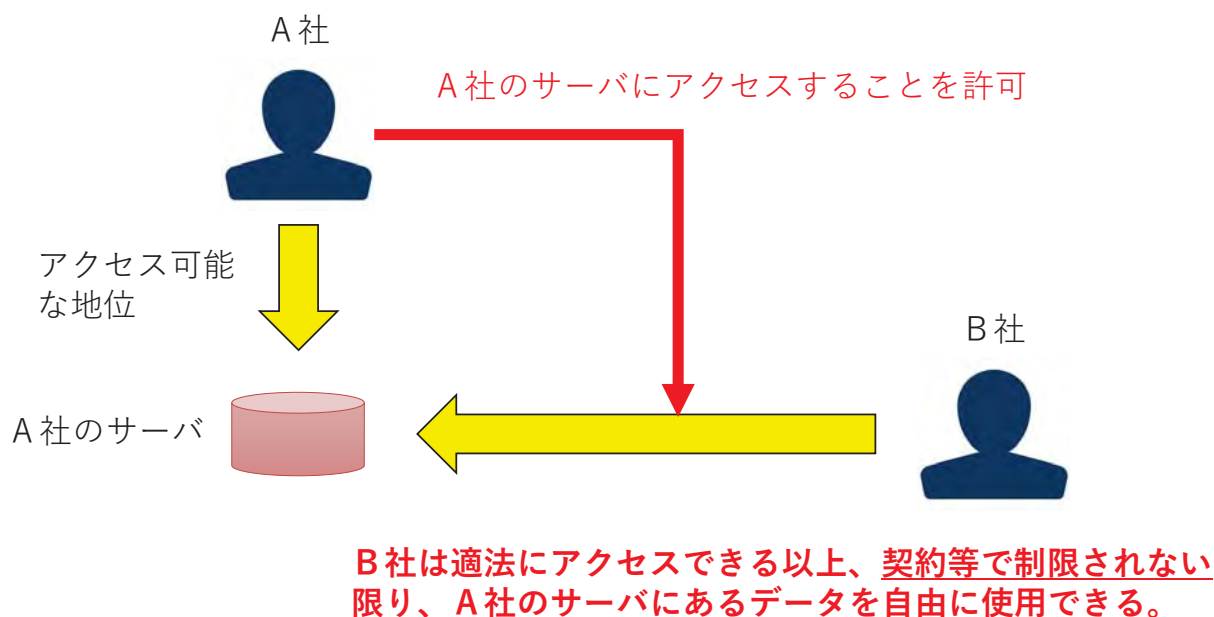 A社
A社のサーバにアクセスすることを許可
アクセス可能
な地位
B社
A社のサーバ
B社は適法にアクセスできる以上、契約等で制限されない
限り、A社のサーバにあるデータを自由に使用できる。